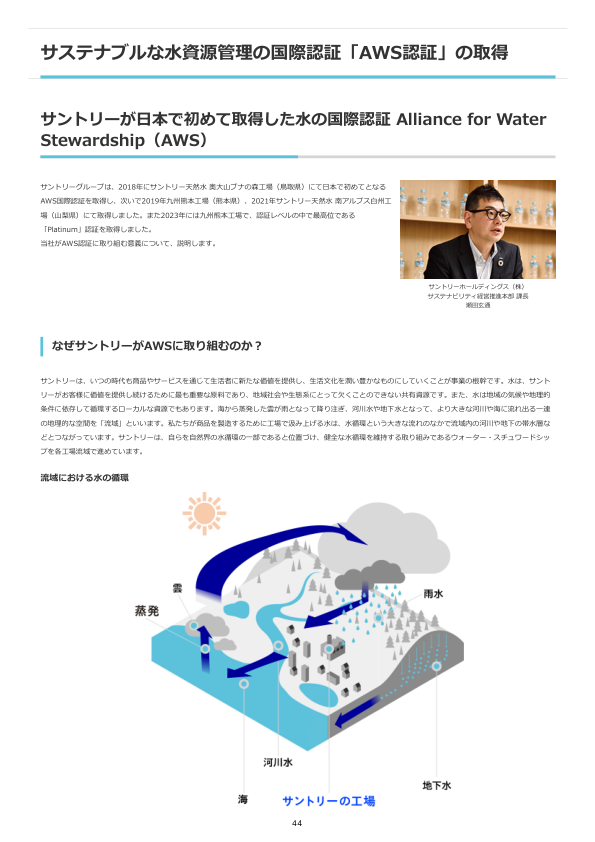 サステナブルな水資源管理の国際認証「AWS認証」の取得
サントリーが日本で初めて取得した水の国際認証 Alliance for Water
Stewardship（AWS）
サントリーグループは、2018年にサントリー天然水 奥大山ブナの森工場（鳥取県）にて日本で初めてとなる
AWS国際認証を取得し、次いで2019年九州熊本工場（熊本県）、2021年サントリー天然水 南アルプス白州工
場（山梨県）にて取得しました。また2023年には九州熊本工場で、認証レベルの中で最高位である
「Platinum」認証を取得しました。
当社がAWS認証に取り組む意義について、説明します。
サントリーホールディングス（株）
サステナビリティ経営推進本部 課長
瀬田玄通
なぜサントリーがAWSに取り組むのか？
サントリーは、いつの時代も商品やサービスを通じて生活者に新たな価値を提供し、生活文化を潤い豊かなものにしていくことが事業の根幹です。水は、サント
リーがお客様に価値を提供し続けるために最も重要な原料であり、地域社会や生態系にとって欠くことのできない共有資源です。また、水は地域の気候や地理的
条件に依存して循環するローカルな資源でもあります。海から蒸発した雲が雨となって降り注ぎ、河川水や地下水となって、より大きな河川や海に流れ出る一連
の地理的な空間を「流域」といいます。私たちが商品を製造するために工場で汲み上げる水は、水循環という大きな流れのなかで流域内の河川や地下の帯水層な
どとつながっています。サントリーは、自らを自然界の水循環の一部であると位置づけ、健全な水循環を維持する取り組みであるウォーター・スチュワードシッ
プを各工場流域で進めています。
流域における水の循環
雲
雨水
蒸発
河川水
地下水
海
サントリーの工場
44